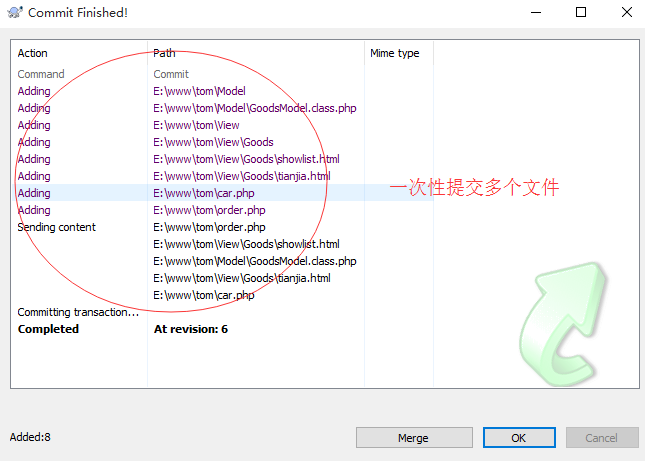 Commit Finished!
Action Path Mime type
Command Commit
Adding E:\www\tom\Model
Adding E:\www\tom\Model\GoodsModel.class.php
Adding E:\www\tom\View
Adding E:\www\tom\View\Goods
Adding E:\www\tom\View\Goods\showlist.html
Adding E:\www\tom\View\Goods\tianjia.html
Adding E:\www\tom\car.php 一次性提交多个文件
Adding E:\www\tom\order.php
Sending content E:\www\tom\order.php
E:\www\tom\View\Goods\showlist.html
E:\www\tom\Model\GoodsModel.class.php
E:\www\tom\View\Goods\tianjia.html
E:\www\tom\car.php
Committing transaction...
Completed At revision: 6
Added:8 Merge OK Cancel